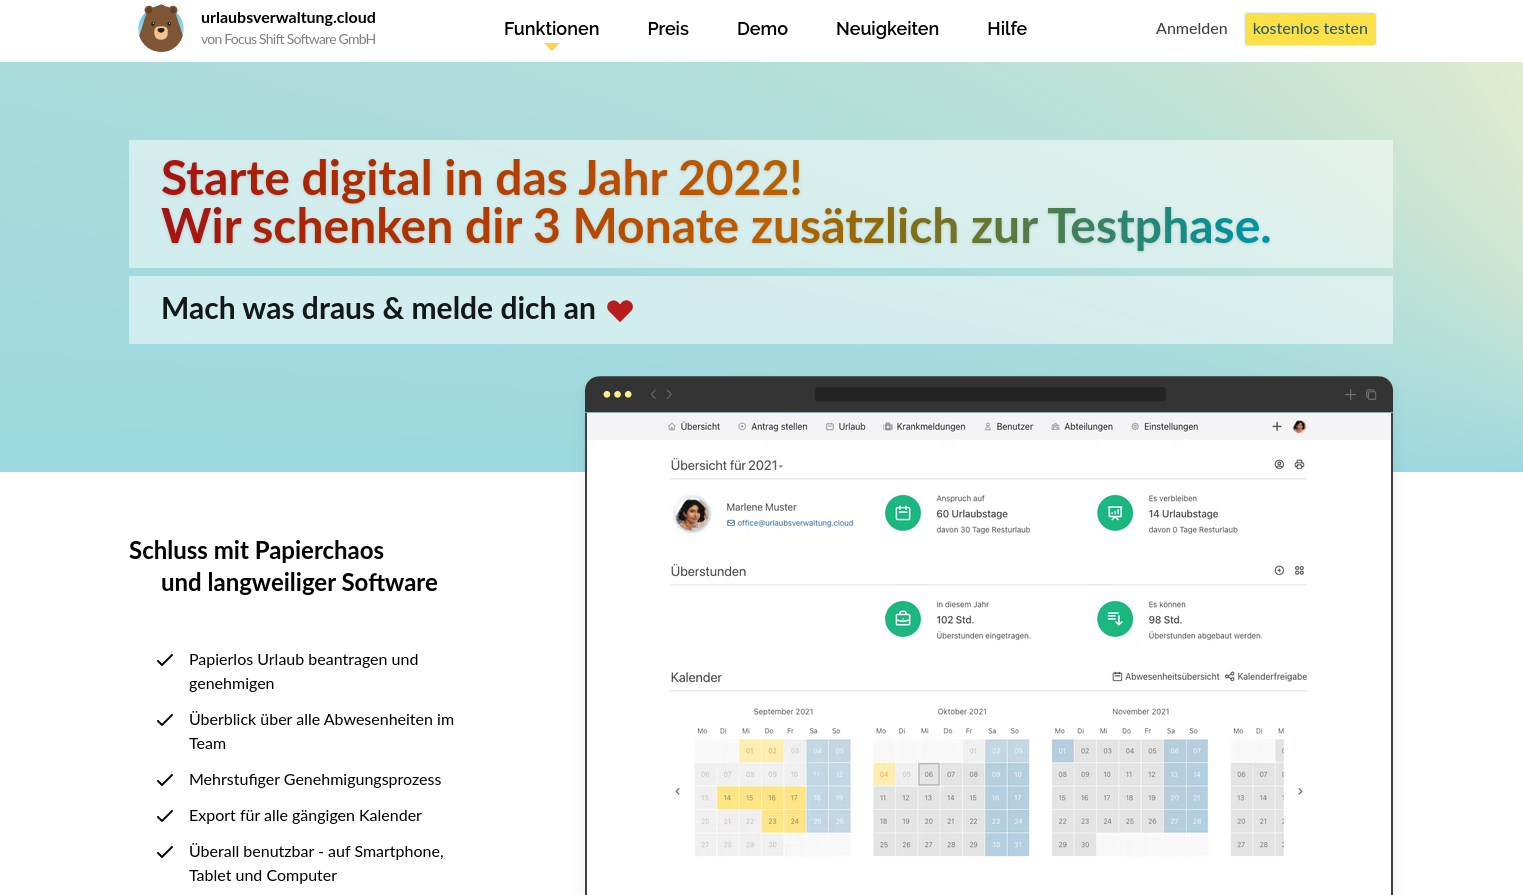 urlaubsverwaltung.cloud
von Focus Shift Software GmbH
Funktionen Preis Demo Neuigkeiten Hilfe
Anmelden kostenlos testen
Starte digital in das Jahr 2022!
Wir schenken dir 3 Monate zusätzlich zur Testphase.
Mach was draus & melde dich an
Schluss mit Papierchaos
und langweiliger Software
Papierlos Urlaub beantragen und
genehmigen
Überblick über alle Abwesenheiten im
Team
Mehrstufiger Genehmigungsprozess
Export für alle gängigen Kalender
Überall benutzbar - auf Smartphone,
Tablet und Computer
Übersicht Antrag stellen Urlaub Krankmeldungen Benutzer Abteilungen Einstellungen
Übersicht für 2021
Marlene Muster
office@urlaubsverwaltung.cloud
Anspruch auf
60 Urlaubstage
davon 30 Tage Resturlaub
Es verbleiben
14 Urlaubstage
davon 0 Tage Resturlaub
Überstunden
In diesem Jahr
102 Std.
Überstunden eingetragen.
Es können
98 Std.
Überstunden abgebaut werden.
Kalender
Abwesenheitsübersicht Kalenderfreigabe
September 2021
Mo Di Mi Do Fr Sa So
01 02 03 04 05
06 07 08 09 10 11 12
13 14 15 16 17 18 19
20 21 22 23 24 25 26
27 28 29 30
Oktober 2021
Mo Di Mi Do Fr Sa So
01 02 03
04 05 06 07 08 09 10
11 12 13 14 15 16 17
18 19 20 21 22 23 24
25 26 27 28 29 30 31
November 2021
Mo Di Mi Do Fr Sa So
01 02 03 04 05 06 07
08 09 10 11 12 13 14
15 16 17 18 19 20 21
22 23 24 25 26 27 28
29 30
Mo Di
06 07
13 14
20 21
27 28